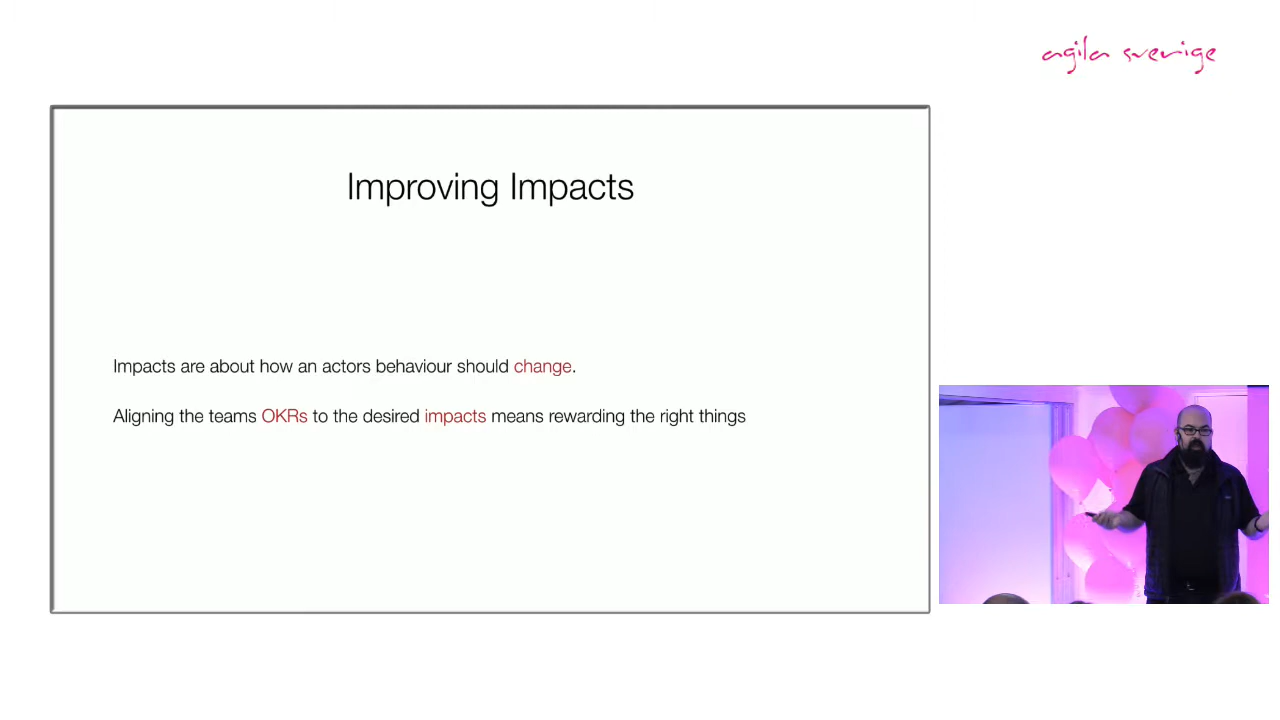 agila sverige
Improving Impacts
Impacts are about how an actors behaviour should change.
Aligning the teams OKRs to the desired impacts means rewarding the right things